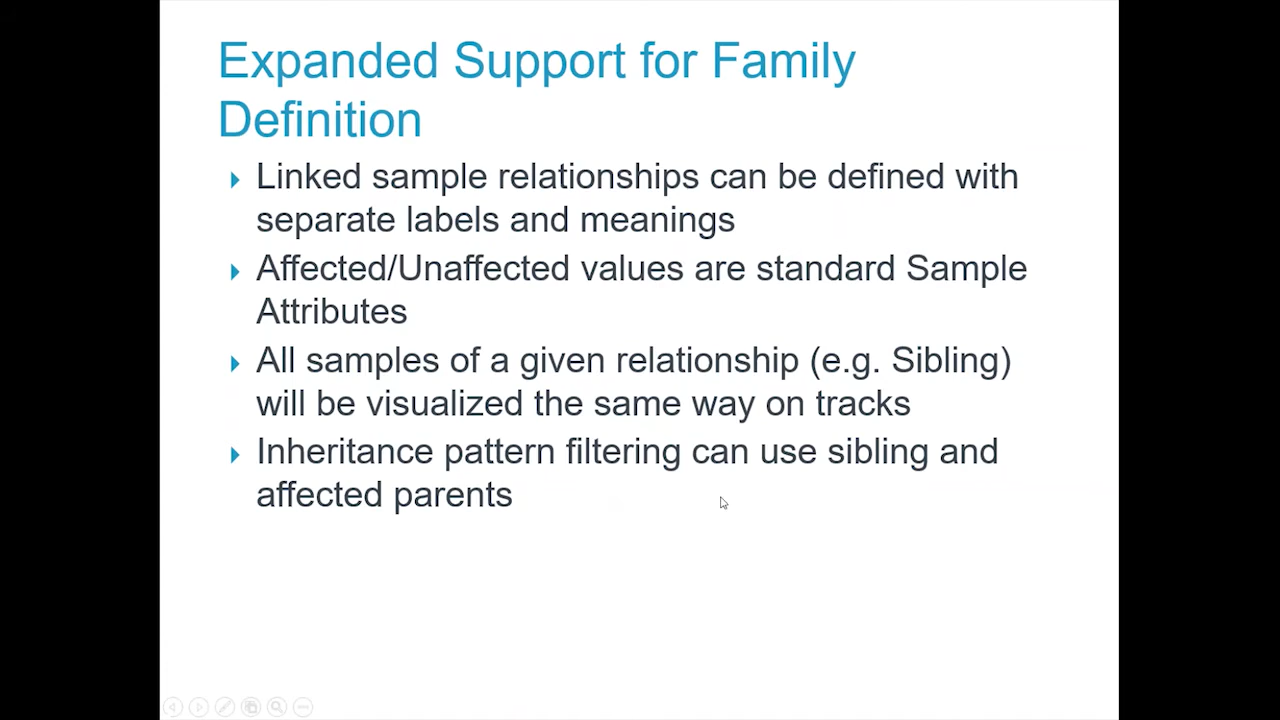 Expanded Support for Family
Definition
Linked sample relationships can be defined with
separate labels and meanings
Affected/Unaffected values are standard Sample
Attributes
All samples of a given relationship (e.g. Sibling)
will be visualized the same way on tracks
Inheritance pattern filtering can use sibling and
affected parents